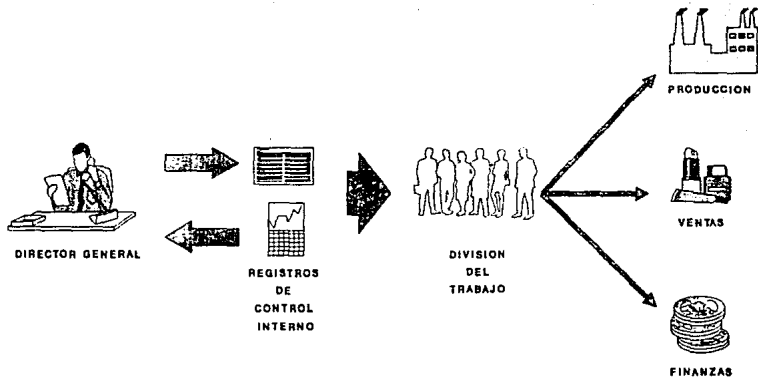 PRODUCCION
DIRECTOR GENERAL
REGISTROS
DE
CONTROL
INTERNO
DIVISION
DEL
TRABAJO
VENTAS
FINANZAS